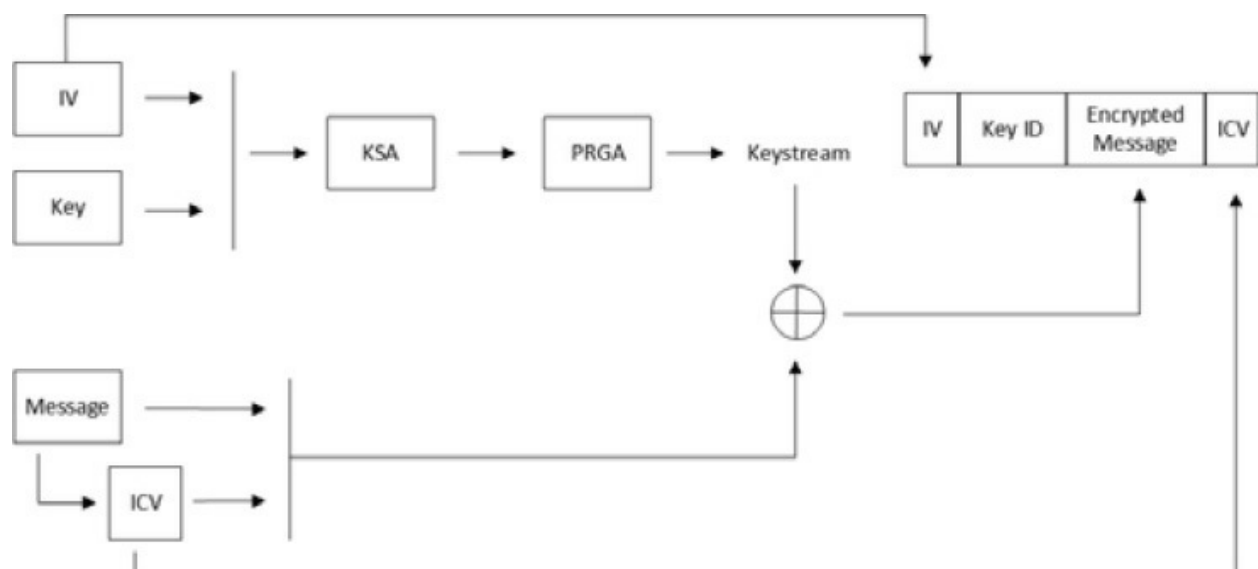 IV
Key
KSA
PRGA
Keystream
IV
Key ID
Encrypted
Message
ICV
Message
ICV